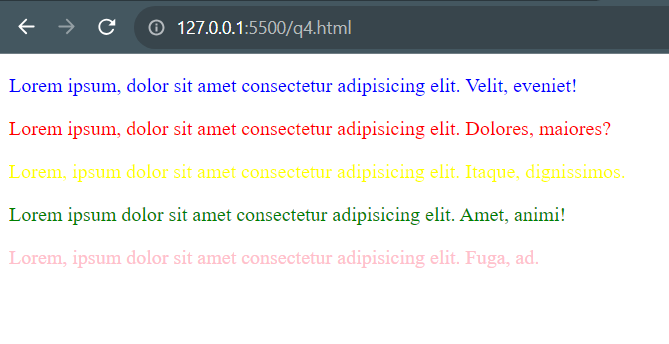 127.0.0.1:5500/q4.html
Lorem ipsum, dolor sit amet consectetur adipisicing elit. Velit, eveniet!
Lorem ipsum, dolor sit amet consectetur adipisicing elit. Dolores, maiores?
Lorem, ipsum dolor sit amet consectetur adipisicing elit. Itaque, dignissimos.
Lorem ipsum dolor sit amet consectetur adipisicing elit. Amet, animi!
Lorem, ipsum dolor sit amet consectetur adipisicing elit. Fuga, ad.